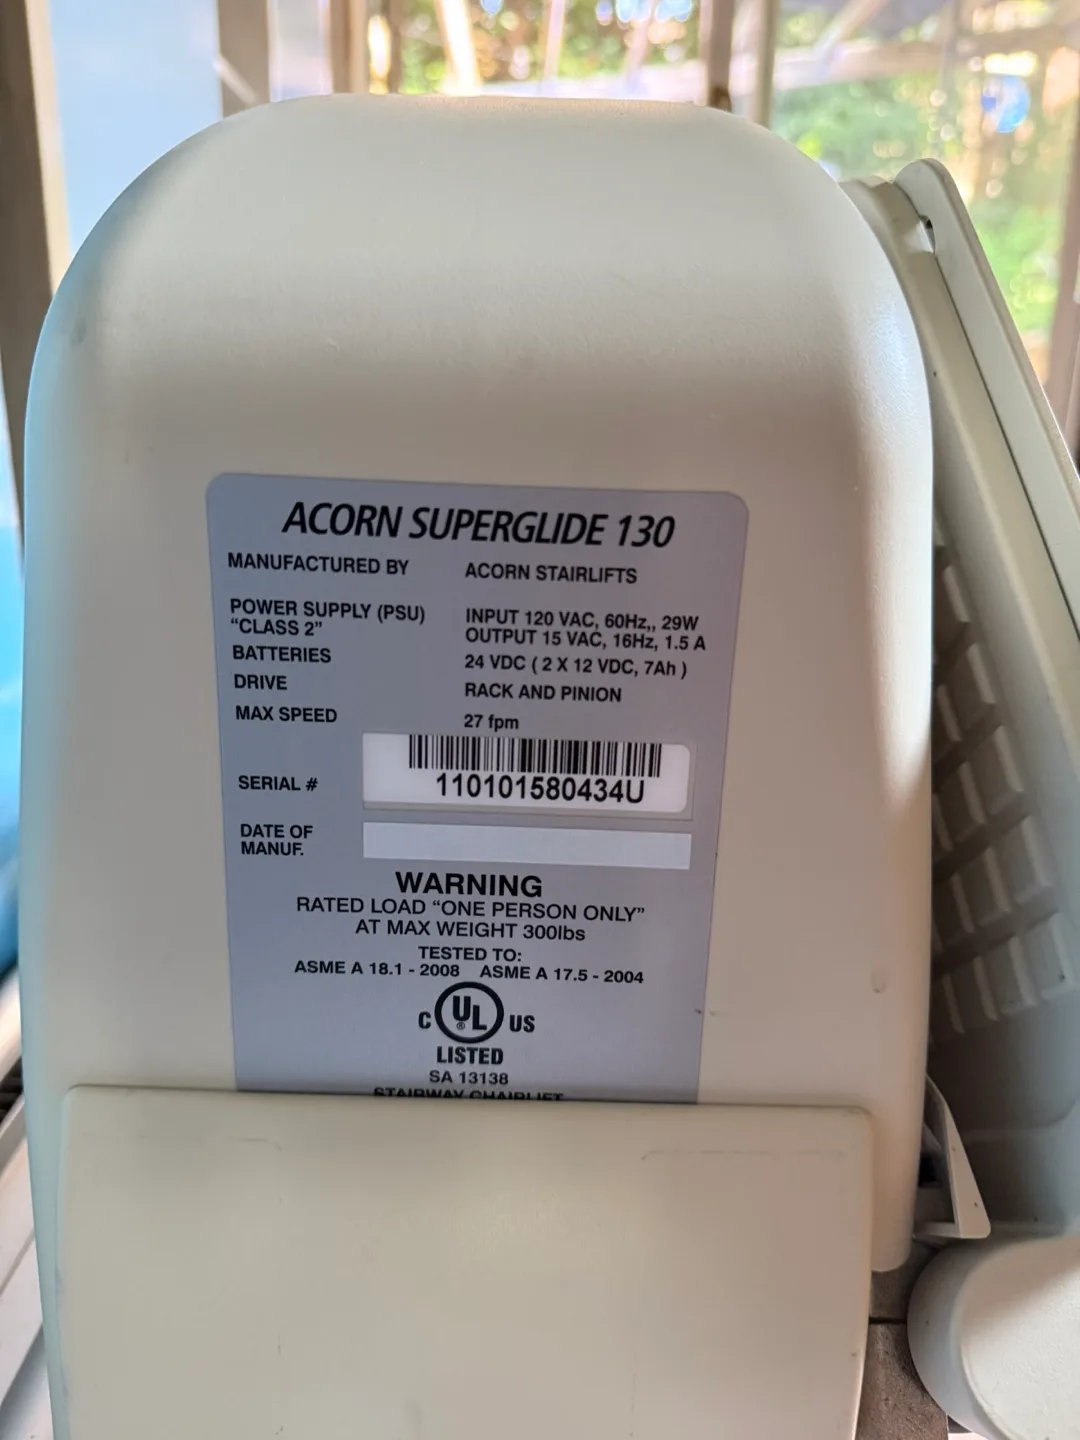 ACORN SUPERGLIDE 130
MANUFACTURED BY ACORN STAIRLIFTS
POWER SUPPLY (PSU) INPUT 120 VAC, 60Hz,, 29W
"CLASS 2" OUTPUT 15 VAC, 16Hz, 1.5 A
BATTERIES 24 VDC ( 2 X 12 VDC, 7Ah )
DRIVE RACK AND PINION
MAX SPEED 27 fpm
SERIAL # 110101580434U
DATE OF
MANUF.
WARNING
RATED LOAD "ONE PERSON ONLY"
AT MAX WEIGHT 300lbs
TESTED TO:
ASME A 18.1 - 2008 ASME A 17.5 - 2004
C UL ® US
LISTED
SA 13138
STAIRWAY CHAIRLIFT